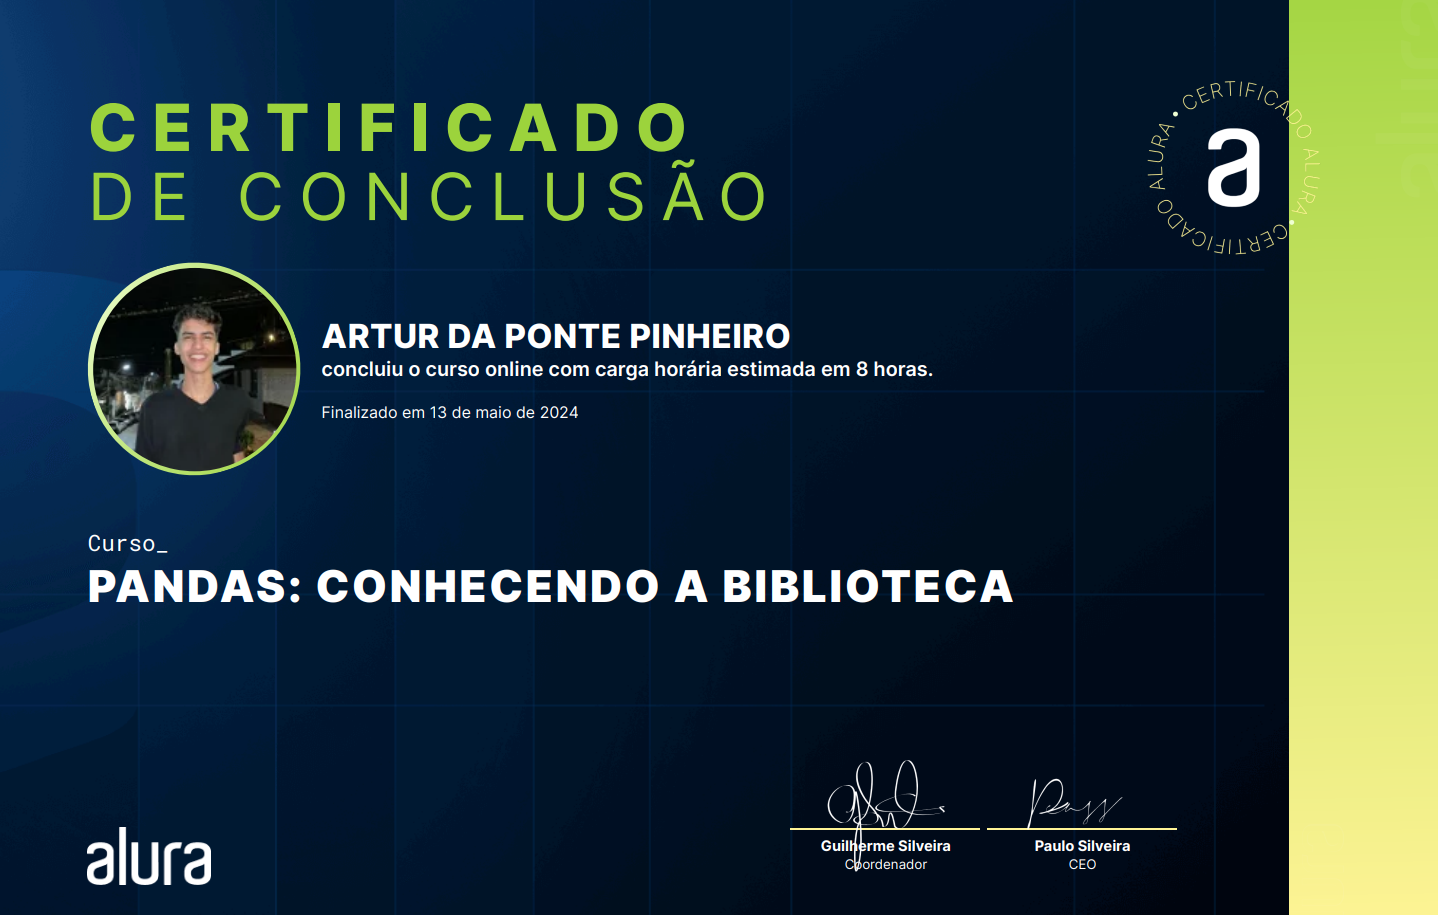 CERTIFICADO
DE CONCLUSÃO
CERTIFICADO ALURA • CERTIFICADO ALURA •
a
ARTUR DA PONTE PINHEIRO
concluiu o curso online com carga horária estimada em 8 horas.
Finalizado em 13 de maio de 2024
Curso_
PANDAS: CONHECENDO A BIBLIOTECA
Guilherme Silveira
Coordenador
Paulo Silveira
CEO
alura